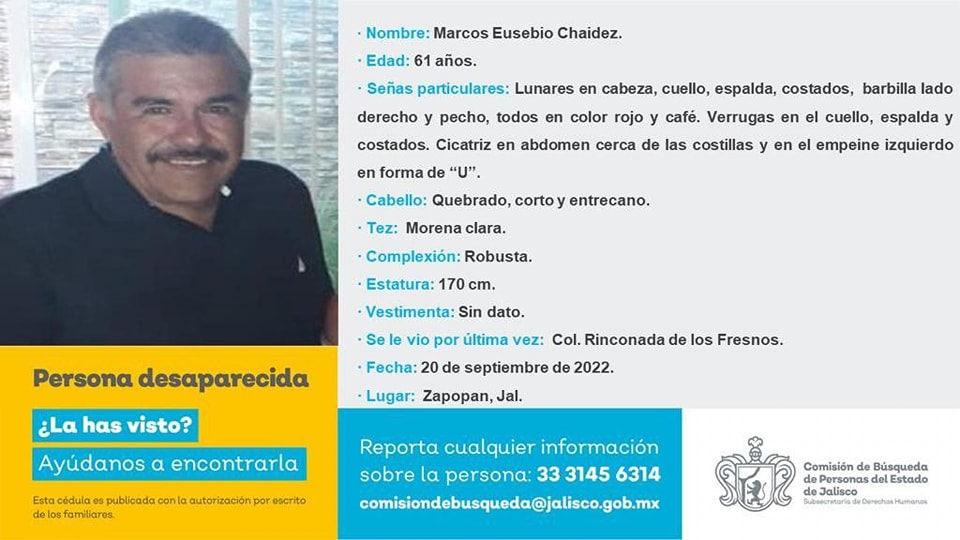 · Nombre: Marcos Eusebio Chaidez.
· Edad: 61 años.
· Señas particulares: Lunares en cabeza, cuello, espalda, costados, barbilla lado
derecho y pecho, todos en color rojo y café. Verrugas en el cuello, espalda y
costados. Cicatriz en abdomen cerca de las costillas y en el empeine izquierdo
en forma de “U”.
· Cabello: Quebrado, corto y entrecano.
· Tez: Morena clara.
· Complexión: Robusta.
· Estatura: 170 cm.
· Vestimenta: Sin dato.
· Se le vio por última vez: Col. Rinconada de los Fresnos.
· Fecha: 20 de septiembre de 2022.
· Lugar: Zapopan, Jal.
Persona desaparecida
¿La has visto?
Ayúdanos a encontrarla
Esta cédula es publicada con la autorización por escrito
de los familiares.
Reporta cualquier información
sobre la persona: 33 3145 6314
comisiondebusqueda@jalisco.gob.mx
Comisión de Búsqueda
de Personas del Estado
de Jalisco
Subsecretaría de Derechos Humanos